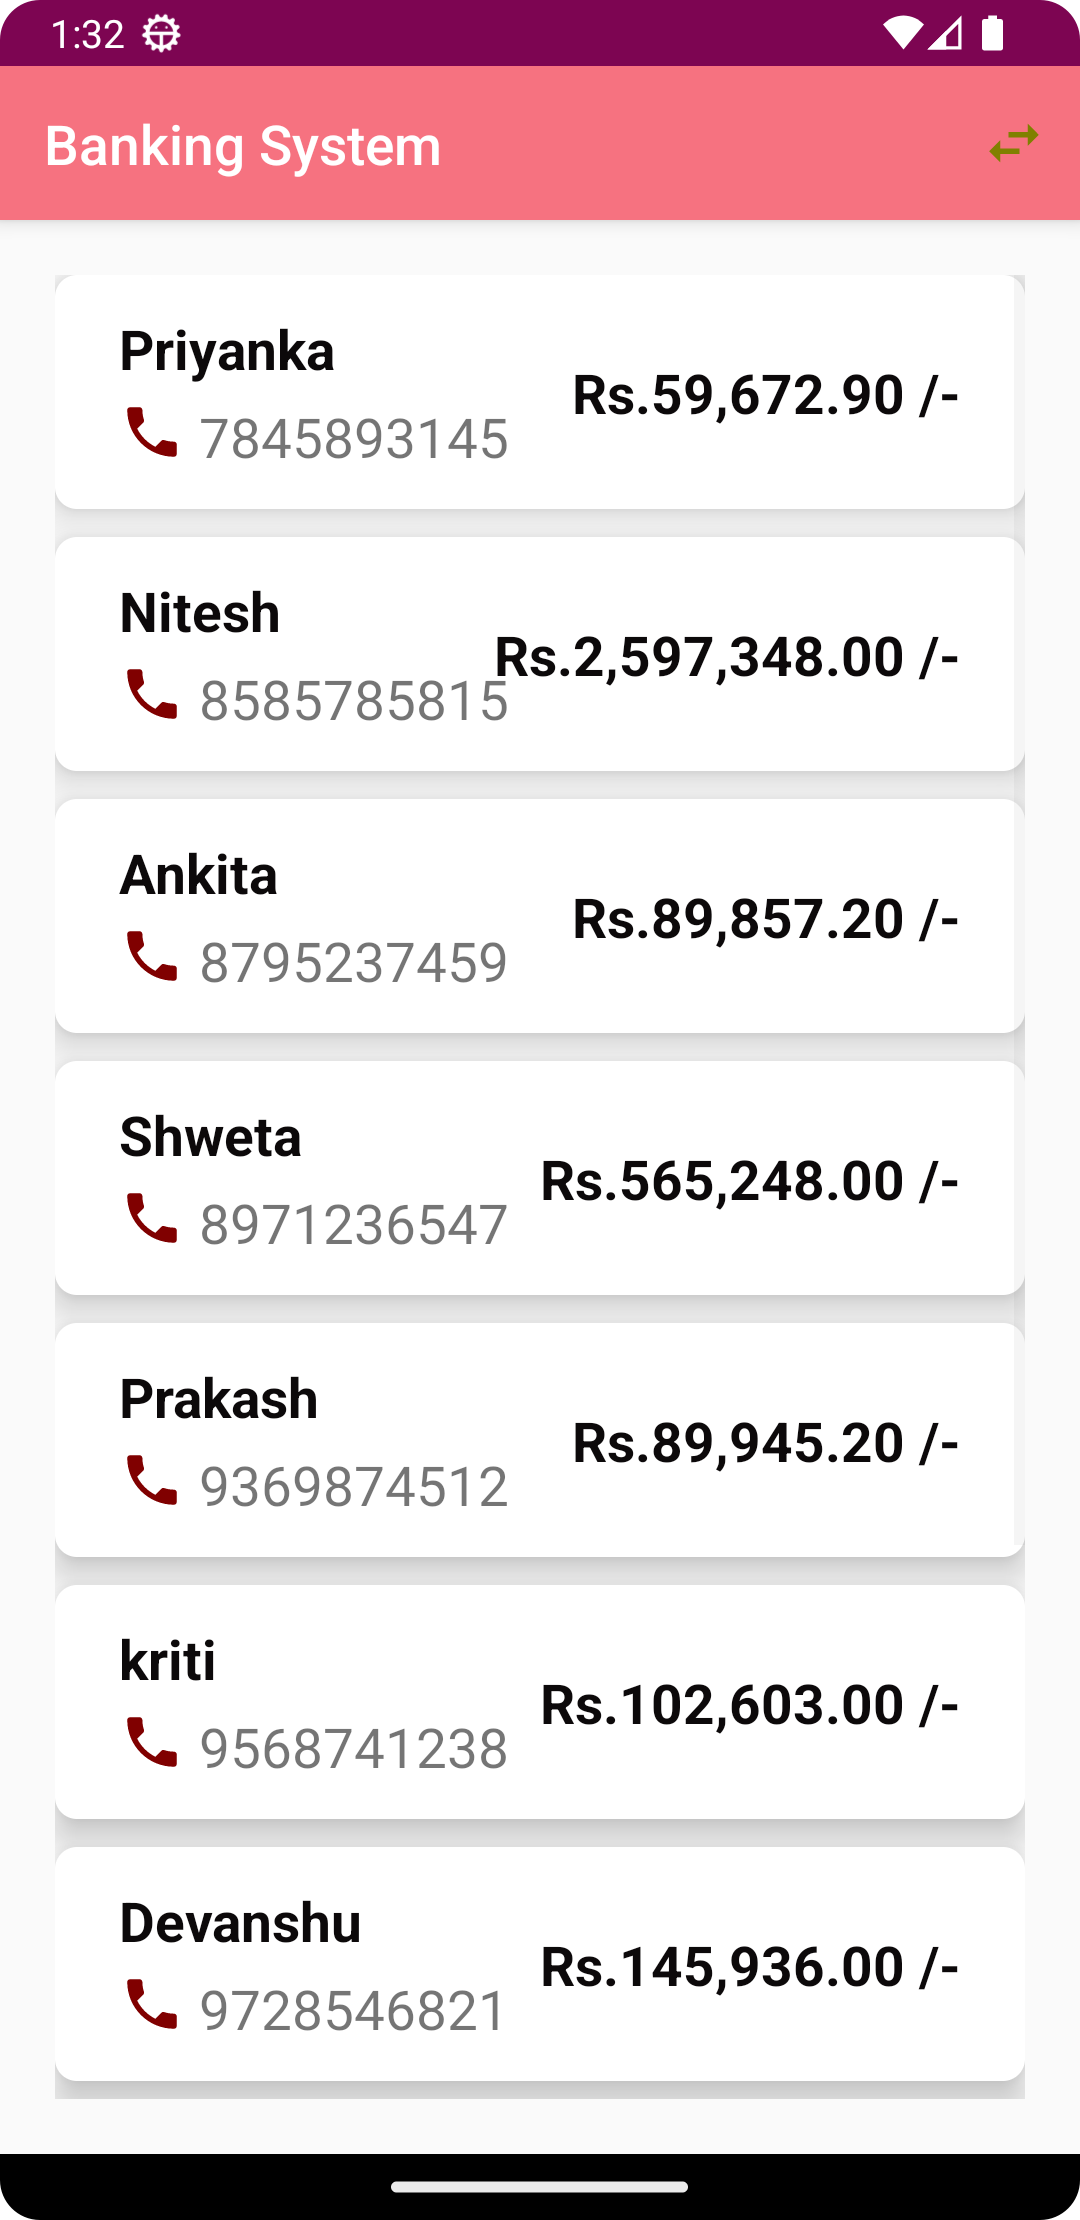 1:32
Banking System
Priyanka
Rs.59,672.90 /-
7845893145
Nitesh
Rs.2,597,348.00 /-
8585785815
Ankita
Rs.89,857.20 /-
8795237459
Shweta
Rs.565,248.00 /-
8971236547
Prakash
Rs.89,945.20 /-
9369874512
kriti
Rs.102,603.00 /-
9568741238
Devanshu
Rs.145,936.00 /-
9728546821